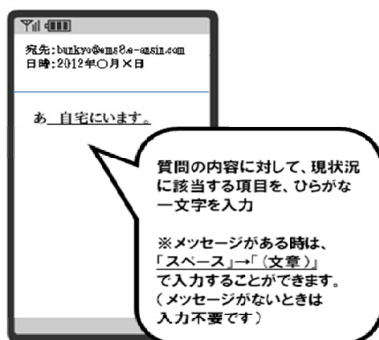 宛先:bunkyo@ems8.e-ansin.com
日時:2012年〇月×日
あ　自宅にいます。
質問の内容に対して、現状況
に該当する項目を、ひらがな
一文字を入力
※メッセージがある時は、
「スペース」→「(文章)」
で入力することができます。
(メッセージがないときは
入力不要です)